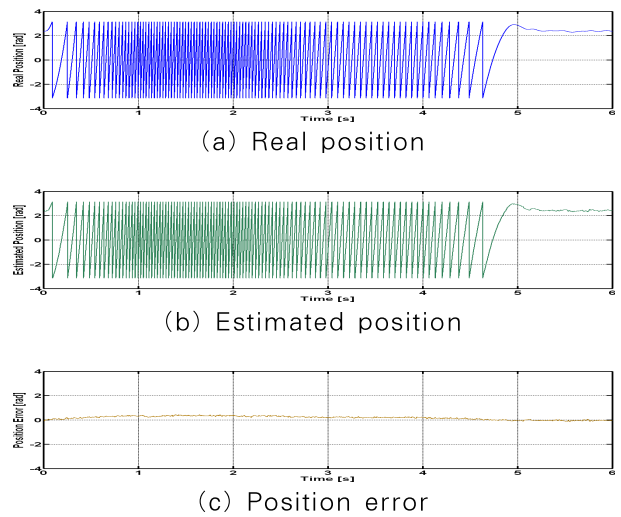 Real Position [rad]
4
2
0
-2
-4
0 1 2 3 4 5 6
Time [s]
(a) Real position
Estimated Position [rad]
4
2
0
-2
-4
0 1 2 3 4 5 6
Time [s]
(b) Estimated position
Position Error [rad]
4
2
0
-2
-4
0 1 2 3 4 5 6
Time [s]
(c) Position error